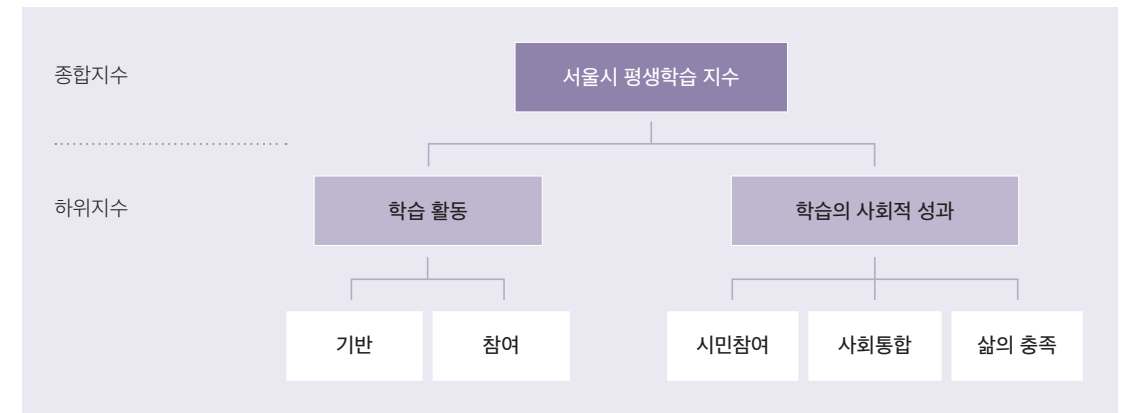 종합지수
서울시 평생학습 지수
하위지수
학습 활동
학습의 사회적 성과
기반
참여
시민참여
사회통합
삶의 충족